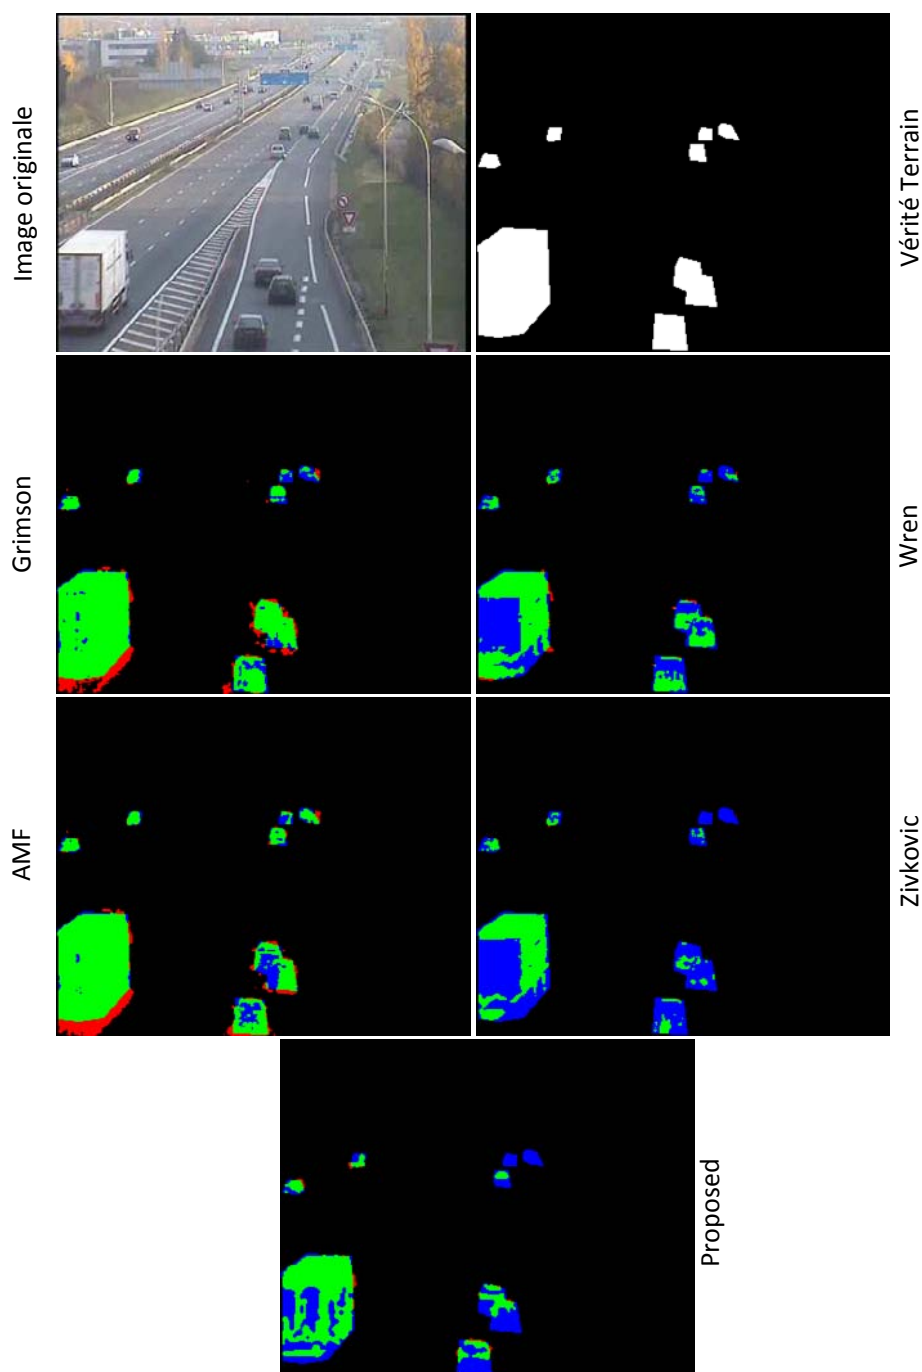 Image originale
Vérité Terrain
Grimson
Wren
AMF
Zivkovic
Proposed